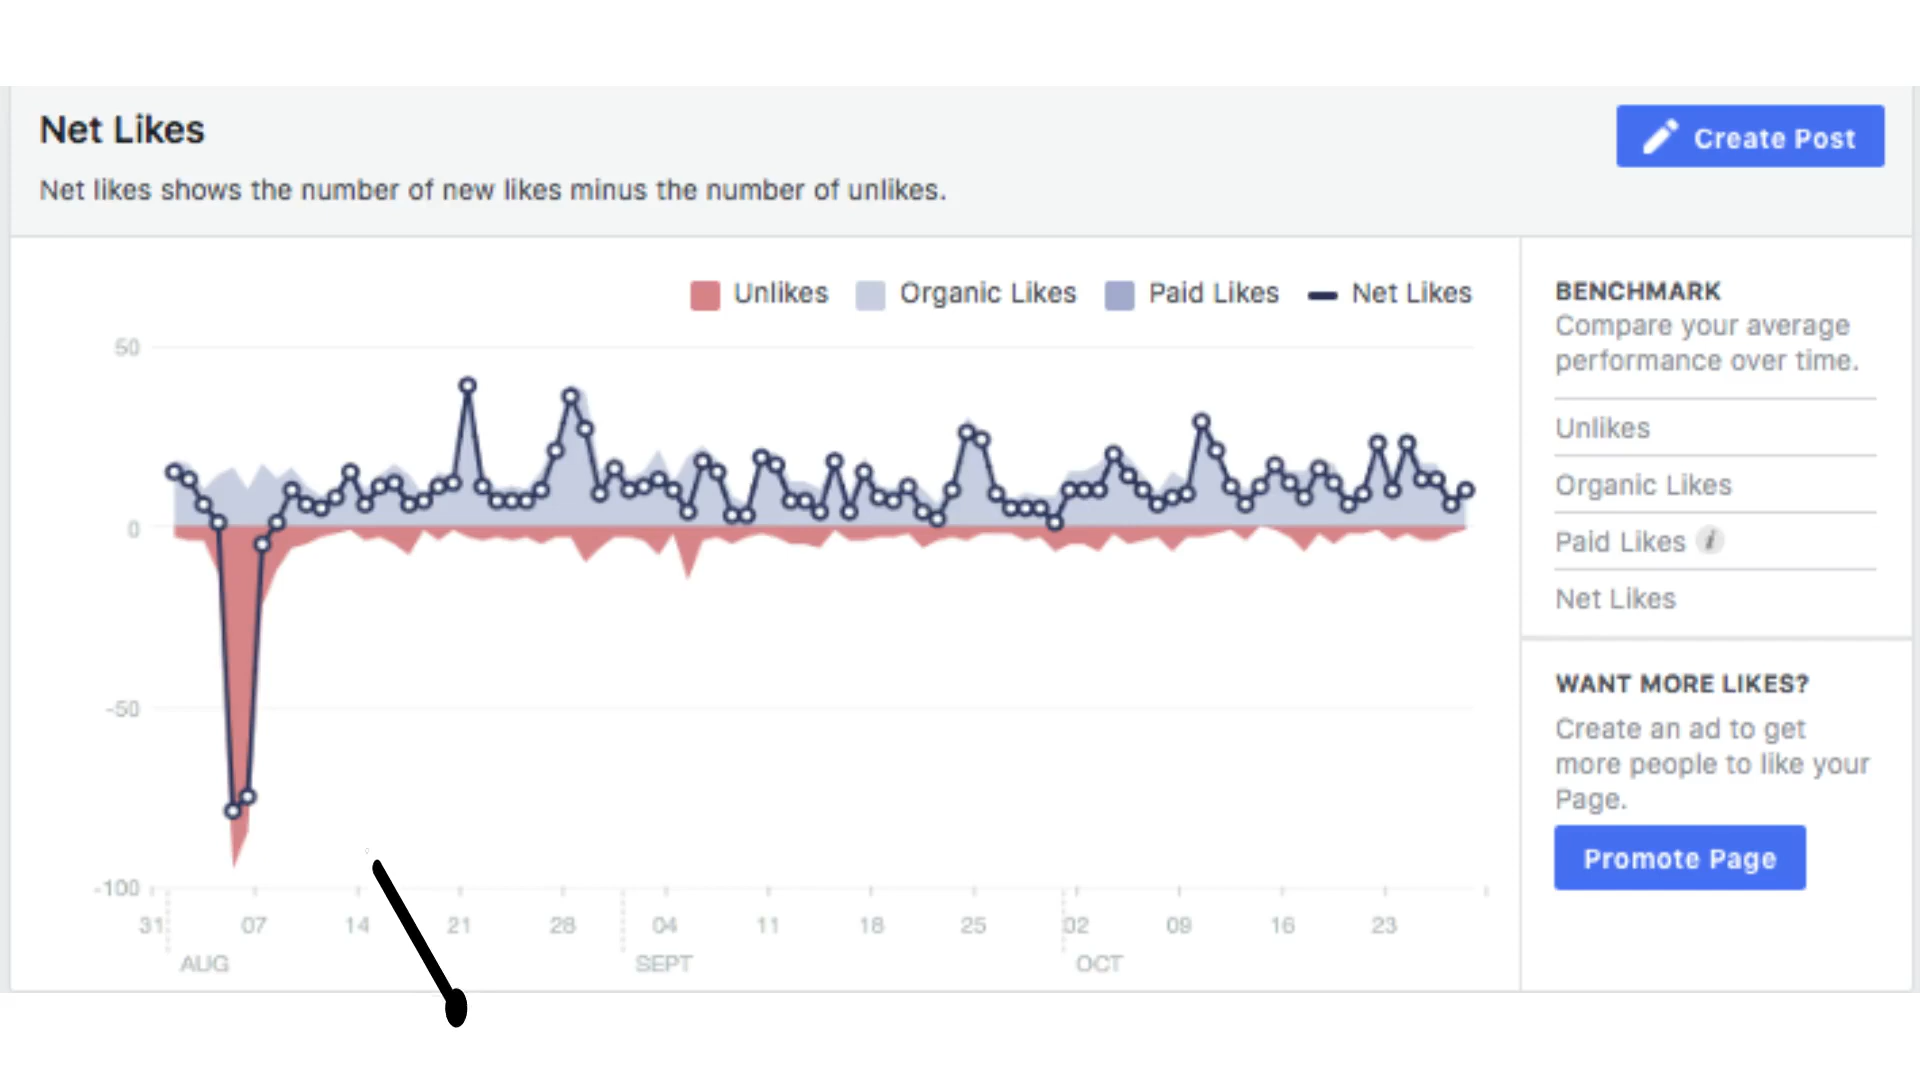 Net Likes
Create Post
Net likes shows the number of new likes minus the number of unlikes.
Unlikes Organic Likes Paid Likes Net Likes
50
0
-50
-100
31 07 14 21 28 04 11 18 25 02 09 16 23
AUG SEPT OCT
BENCHMARK
Compare your average
performance over time.
Unlikes
Organic Likes
Paid Likes i
Net Likes
WANT MORE LIKES?
Create an ad to get
more people to like your
Page.
Promote Page